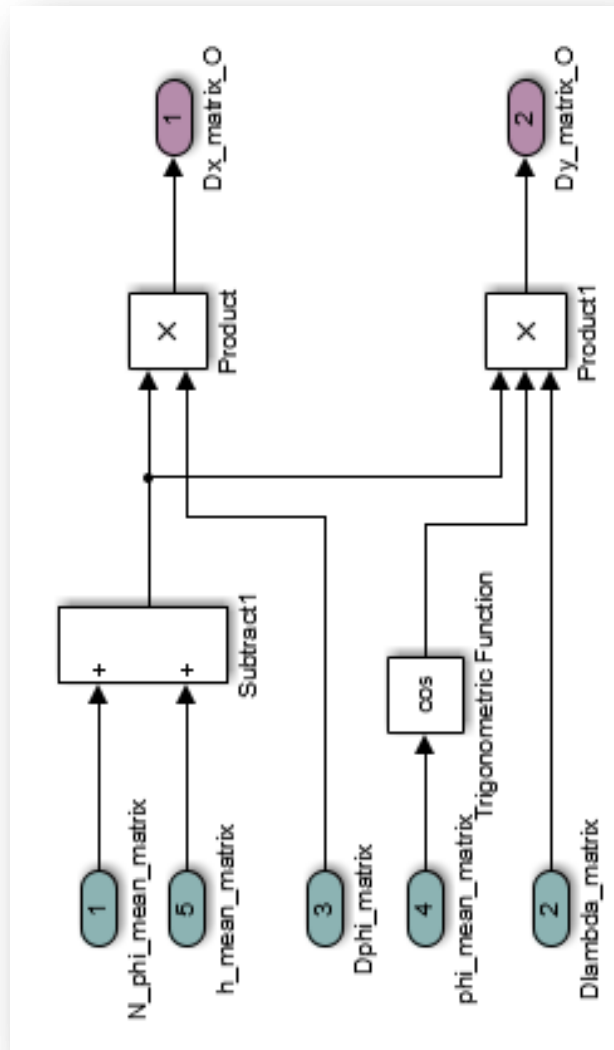 1
N_phi_mean_matrix
5
h_mean_matrix
+
+
Subtract1
×
Product
1
Dx_matrix_O
3
Dphi_matrix
4
phi_mean_matrix
cos
Trigonometric Function
2
Dlambda_matrix
×
Product1
2
Dy_matrix_O